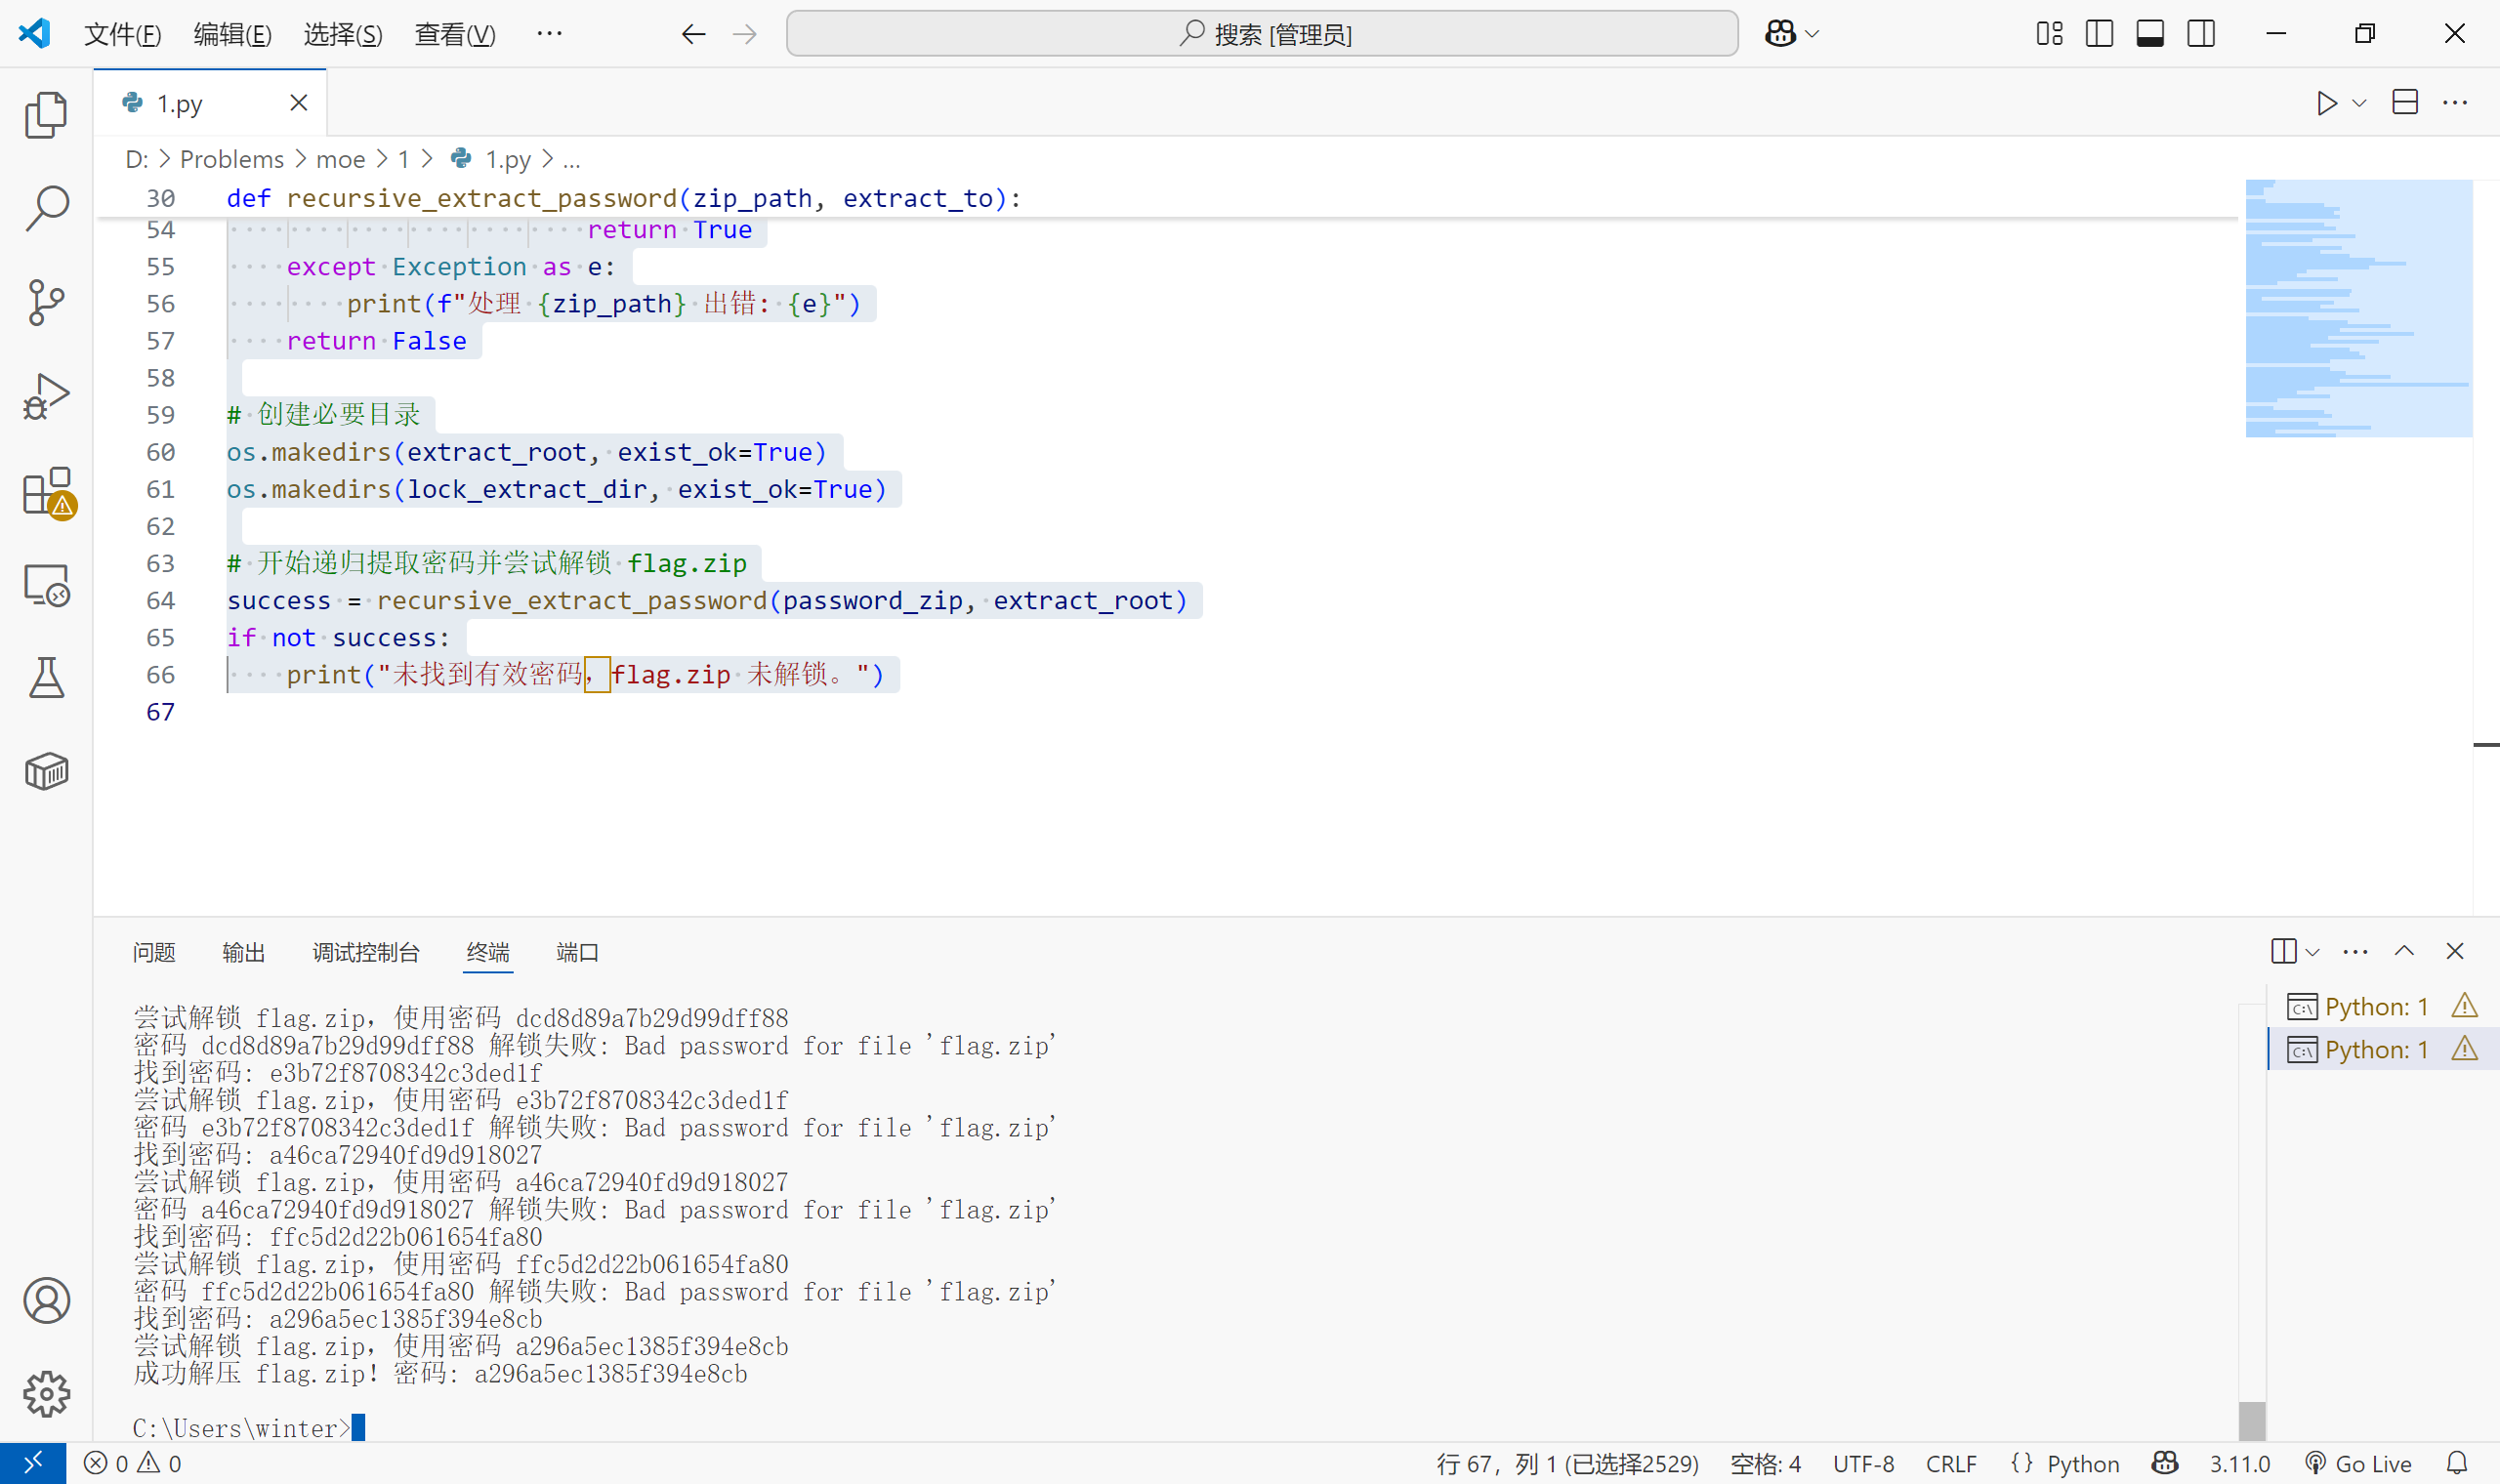 文件(F) 编辑(E) 选择(S) 查看(V) ··· 搜索 [管理员]
1.py
D: > Problems > moe > 1 > 1.py > ...
30 def recursive_extract_password(zip_path, extract_to):
54 return True
55 except Exception as e:
56 print(f"处理 {zip_path} 出错: {e}")
57 return False
58
59 # 创建必要目录
60 os.makedirs(extract_root, exist_ok=True)
61 os.makedirs(lock_extract_dir, exist_ok=True)
62
63 # 开始递归提取密码并尝试解锁 flag.zip
64 success = recursive_extract_password(password_zip, extract_root)
65 if not success:
66 print("未找到有效密码，flag.zip 未解锁。")
67
问题 输出 调试控制台 终端 端口
尝试解锁 flag.zip，使用密码 dcd8d89a7b29d99dff88
密码 dcd8d89a7b29d99dff88 解锁失败: Bad password for file 'flag.zip'
找到密码: e3b72f8708342c3ded1f
尝试解锁 flag.zip，使用密码 e3b72f8708342c3ded1f
密码 e3b72f8708342c3ded1f 解锁失败: Bad password for file 'flag.zip'
找到密码: a46ca72940fd9d918027
尝试解锁 flag.zip，使用密码 a46ca72940fd9d918027
密码 a46ca72940fd9d918027 解锁失败: Bad password for file 'flag.zip'
找到密码: ffc5d2d22b061654fa80
尝试解锁 flag.zip，使用密码 ffc5d2d22b061654fa80
密码 ffc5d2d22b061654fa80 解锁失败: Bad password for file 'flag.zip'
找到密码: a296a5ec1385f394e8cb
尝试解锁 flag.zip，使用密码 a296a5ec1385f394e8cb
成功解压 flag.zip! 密码: a296a5ec1385f394e8cb
C:\Users\winter>
Python: 1
Python: 1
0 0 行 67，列 1 (已选择2529) 空格: 4 UTF-8 CRLF {} Python 3.11.0 Go Live